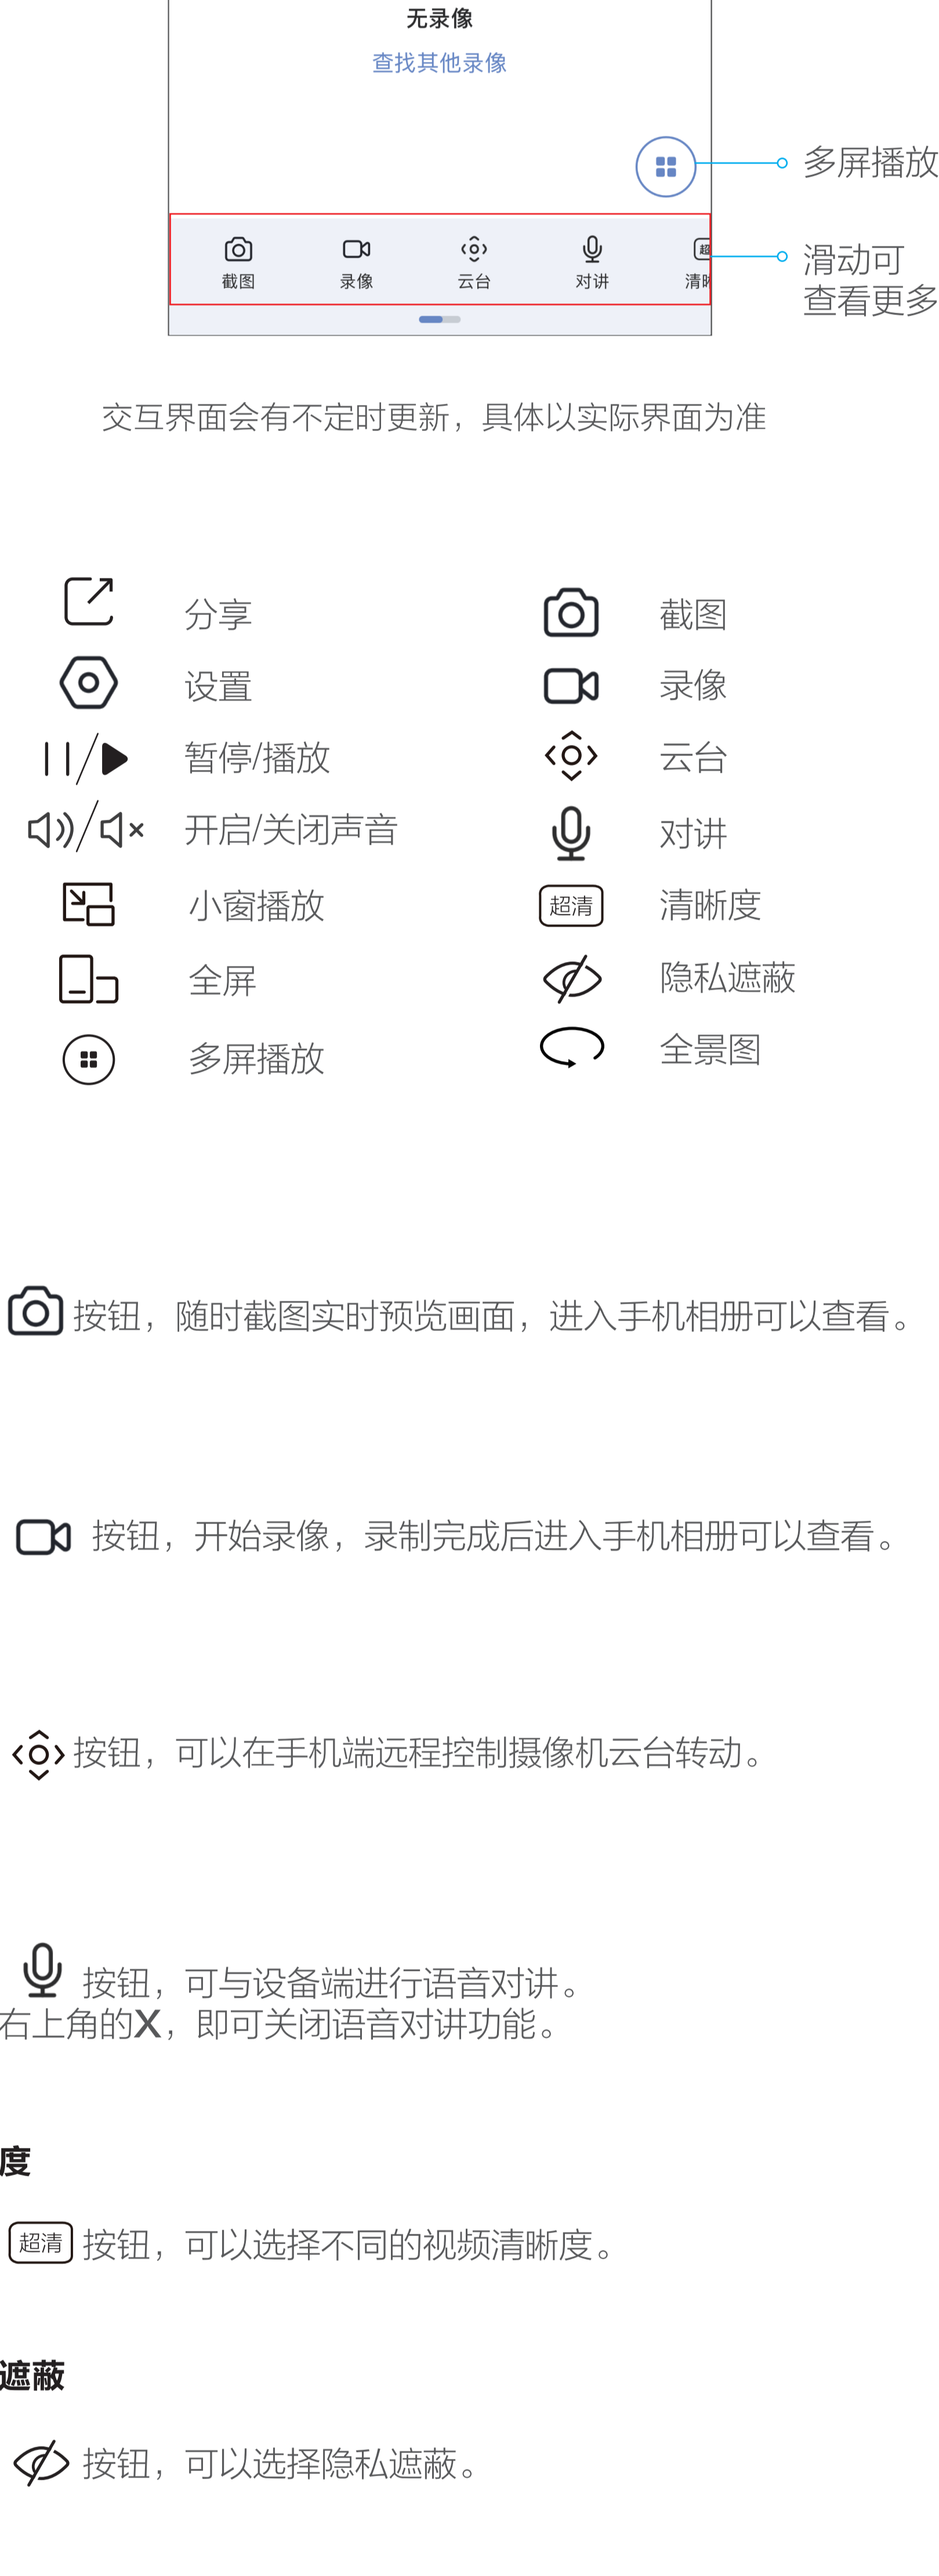 无录像
查找其他录像
多屏播放
截图 录像 云台 对讲 清晰
超
滑动可
查看更多
交互界面会有不定时更新，具体以实际界面为准
分享 截图
设置 录像
暂停/播放 云台
开启/关闭声音 对讲
小窗播放 超清 清晰度
全屏 隐私遮蔽
多屏播放 全景图
按钮，随时截图实时预览画面，进入手机相册可以查看。
按钮，开始录像，录制完成后进入手机相册可以查看。
按钮，可以在手机端远程控制摄像机云台转动。
按钮，可与设备端进行语音对讲。
右上角的X，即可关闭语音对讲功能。
度
超清 按钮，可以选择不同的视频清晰度。
遮蔽
按钮，可以选择隐私遮蔽。